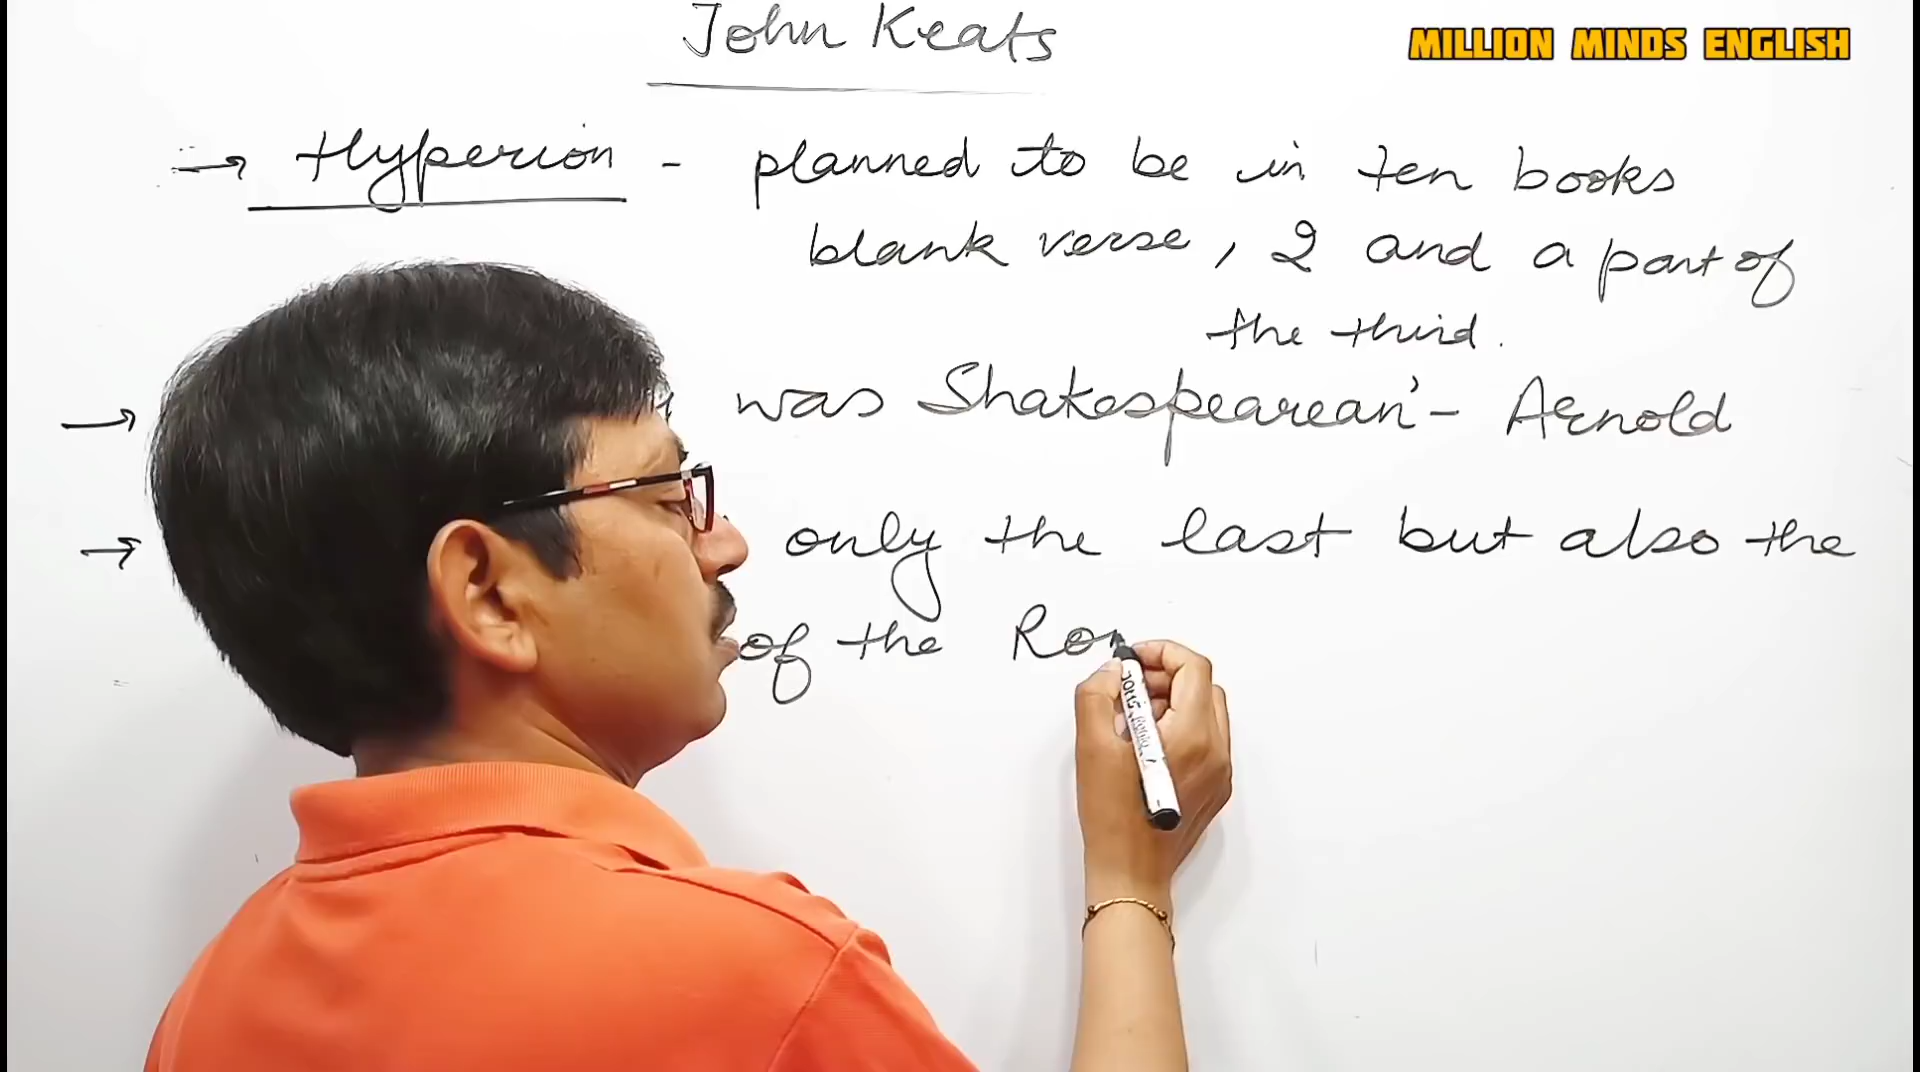 John Keats
MILLION MINDS ENGLISH
→ Hyperion - planned to be in ten books
blank verse, 2 and a part of
the third.
→ was Shakespearean' - Arnold
→ only the last but also the
of the Ro